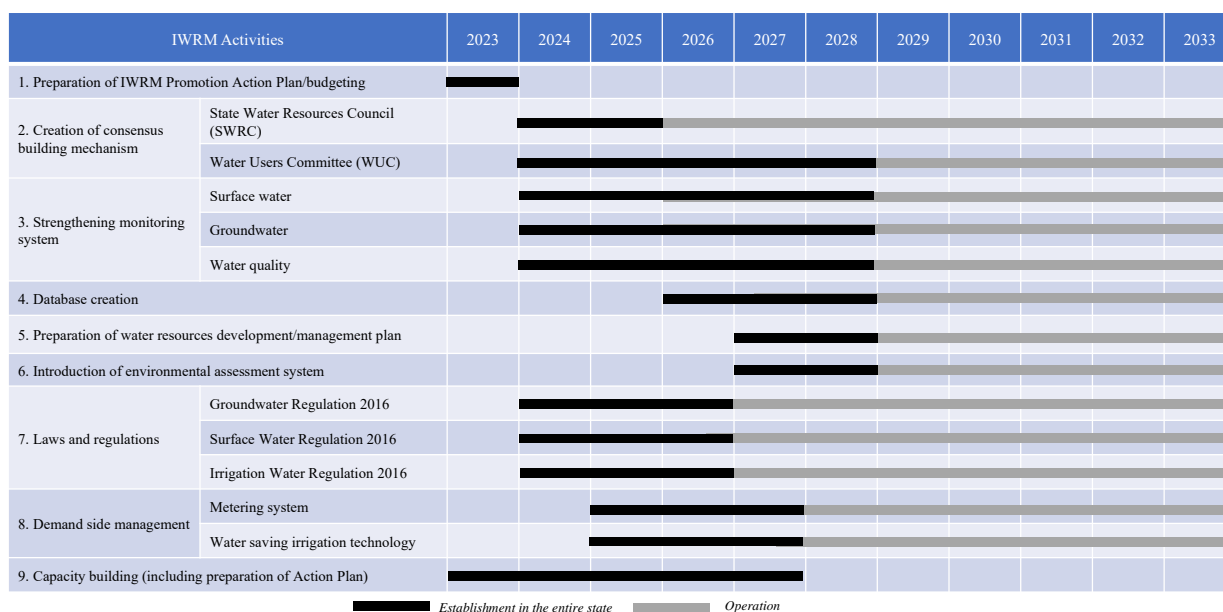 IWRM Activities 2023 2024 2025 2026 2027 2028 2029 2030 2031 2032 2033
1. Preparation of IWRM Promotion Action Plan/budgeting
2. Creation of consensus
building mechanism
State Water Resources Council
(SWRC)
Water Users Committee (WUC)
3. Strengthening monitoring
system
Surface water
Groundwater
Water quality
4. Database creation
5. Preparation of water resources development/management plan
6. Introduction of environmental assessment system
7. Laws and regulations
Groundwater Regulation 2016
Surface Water Regulation 2016
Irrigation Water Regulation 2016
8. Demand side management
Metering system
Water saving irrigation technology
9. Capacity building (including preparation of Action Plan)
Establishment in the entire state Operation